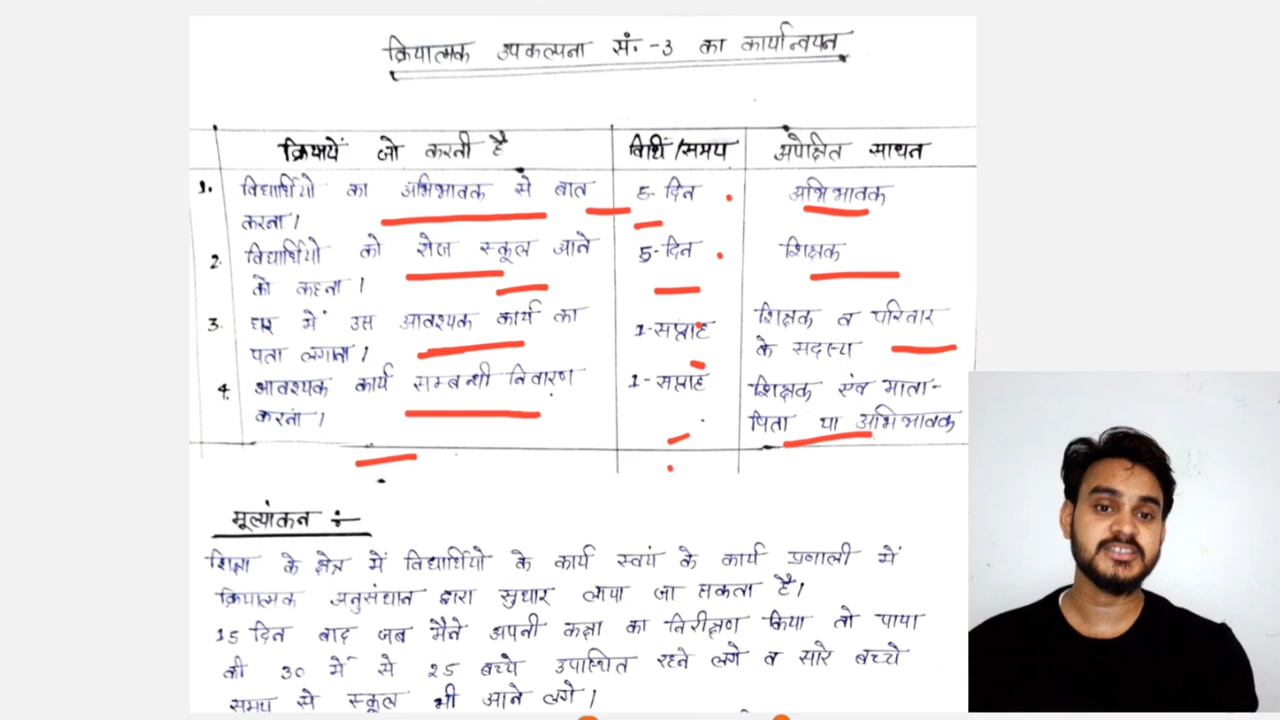 क्रियात्मक उपकल्पना सं. -3 का कार्यान्वयन
क्रियायें जो करनी है विधि/समय अपेक्षित साधन
1. विद्यार्थियो का अभिभावक से बात 5-दिन अभिभावक
करना।
2. विद्यार्थियो को रोज स्कूल आने 5-दिन शिक्षक
को कहना।
3. घर में उस आवश्यक कार्य का 1-सप्ताह शिक्षक व परिवार
पता लगाना। के सदस्य
4. आवश्यक कार्य सम्बन्धी निवारण 1-सप्ताह शिक्षक एंव माता-
करना। पिता या अभिभावक
मूल्यांकन :-
शिक्षा के क्षेत्र में विद्यार्थियो के कार्य स्वयं के कार्य प्रणाली में
क्रियात्मक अनुसंधान द्वारा सुधार लाया जा सकता है।
15 दिन बाद जब मैने अपनी कक्षा का निरीक्षण किया तो पाया
की 30 में से 25 बच्चे उपास्थित रहने लगे व सारे बच्चे
समय से स्कूल भी आने लगे।